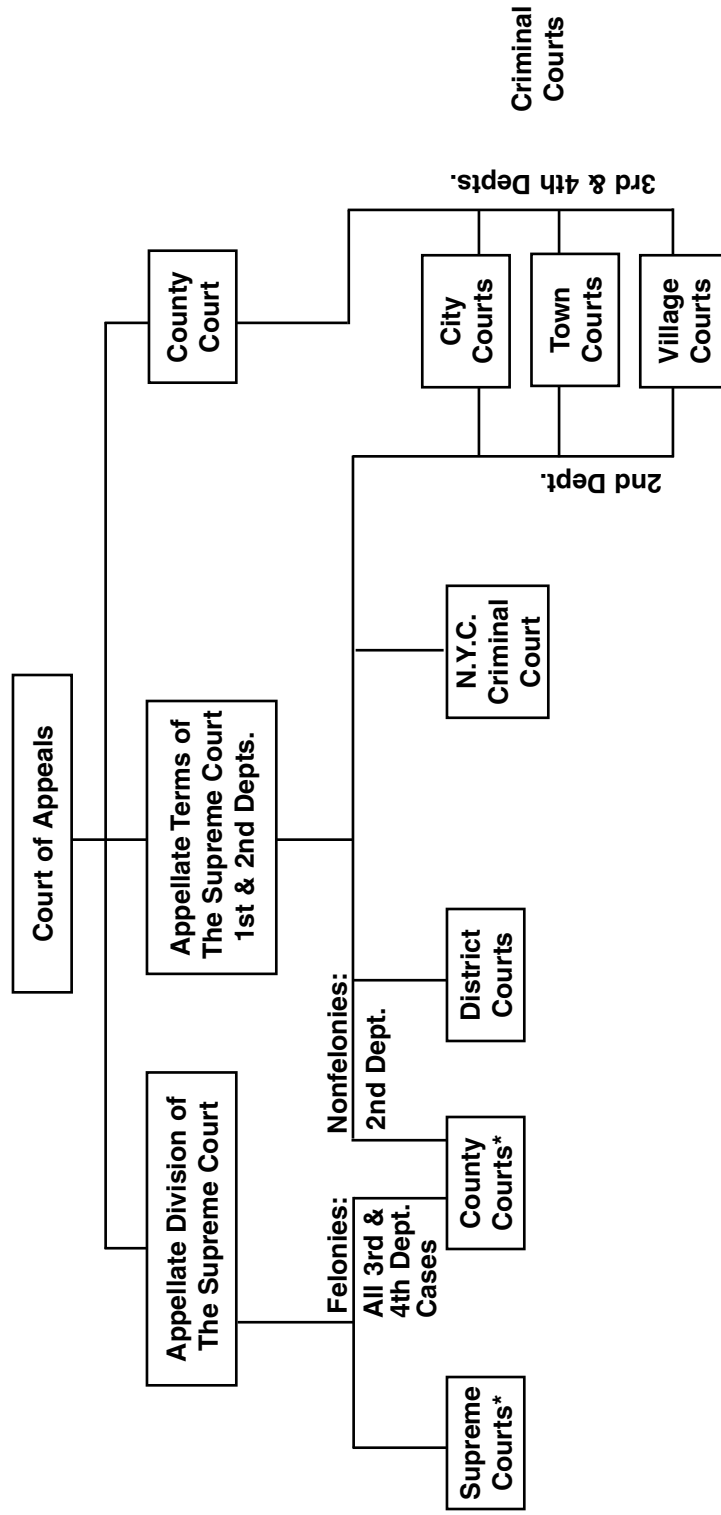 Court of Appeals
Appellate Division of
The Supreme Court
Appellate Terms of
The Supreme Court
1st & 2nd Depts.
County
Court
Felonies:
All 3rd &
4th Dept.
Cases
Nonfelonies:
2nd Dept.
Supreme
Courts*
County
Courts*
District
Courts
N.Y.C.
Criminal
Court
2nd Dept.
City
Courts
Town
Courts
Village
Courts
3rd & 4th Depts.
Criminal
Courts